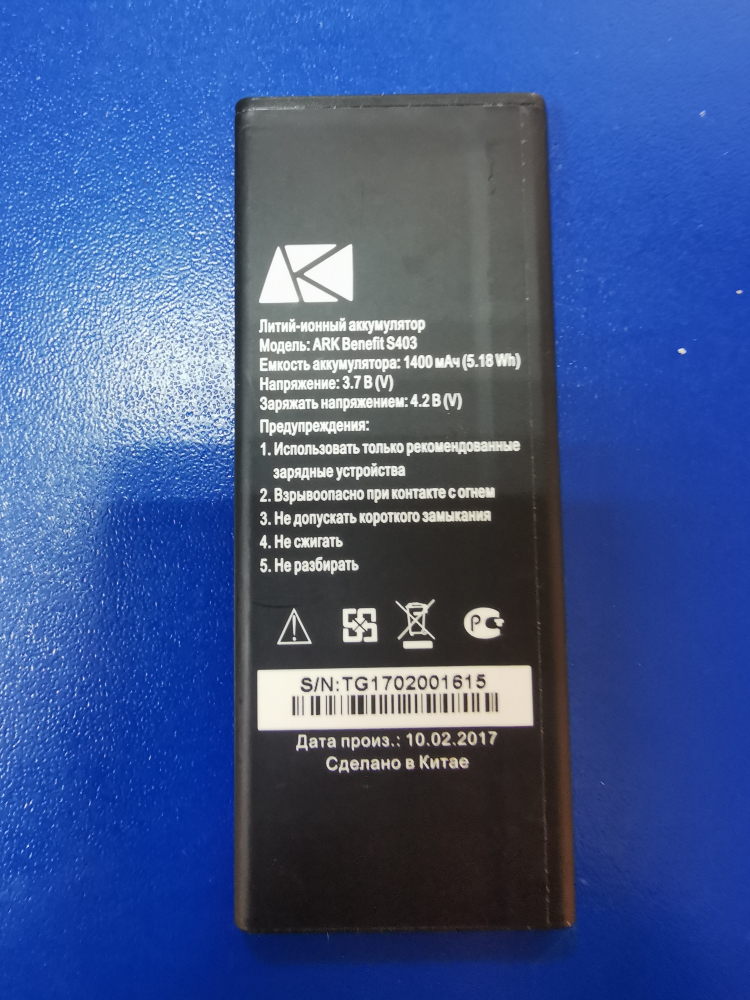 AK
Литий-ионный аккумулятор
Модель: ARK Benefit S403
Емкость аккумулятора: 1400 мАч (5.18 Wh)
Напряжение: 3.7 В (V)
Заряжать напряжением: 4.2 В (V)
Предупреждения:
1. Использовать только рекомендованные
зарядные устройства
2. Взрывоопасно при контакте с огнем
3. Не допускать короткого замыкания
4. Не сжигать
5. Не разбирать
S/N:TG1702001615
Дата произ.: 10.02.2017
Сделано в Китае